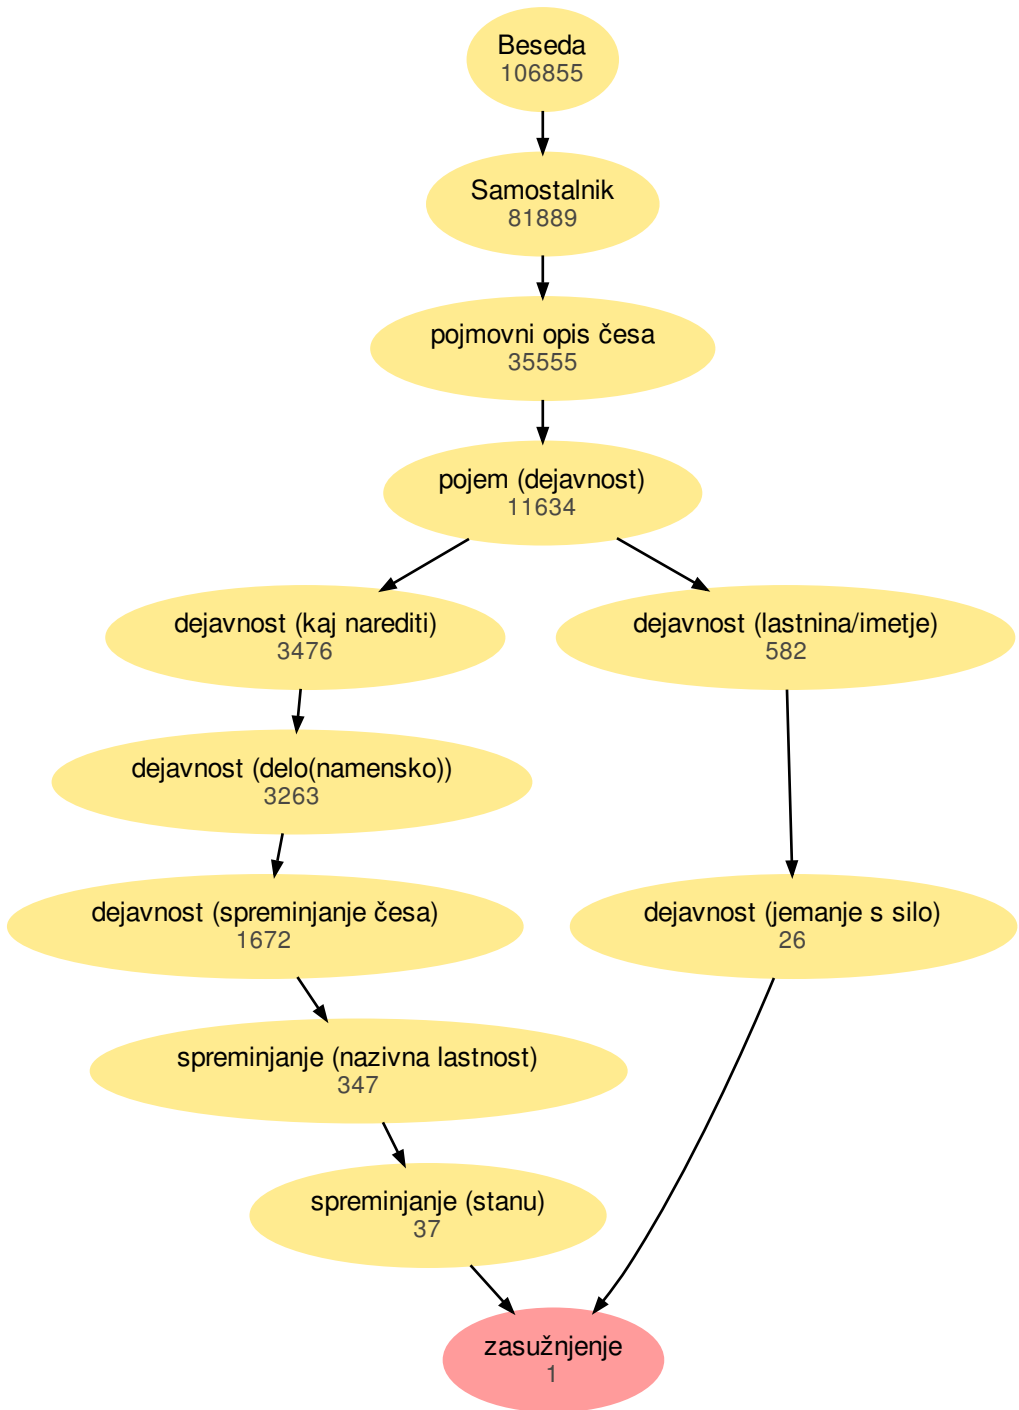 Beseda
106855
Samostalnik
81889
pojmovni opis česa
35555
pojem (dejavnost)
11634
dejavnost (kaj narediti)
3476
dejavnost (lastnina/imetje)
582
dejavnost (delo(namensko))
3263
dejavnost (spreminjanje česa)
1672
dejavnost (jemanje s silo)
26
spreminjanje (nazivna lastnost)
347
spreminjanje (stanu)
37
zasužnjenje
1